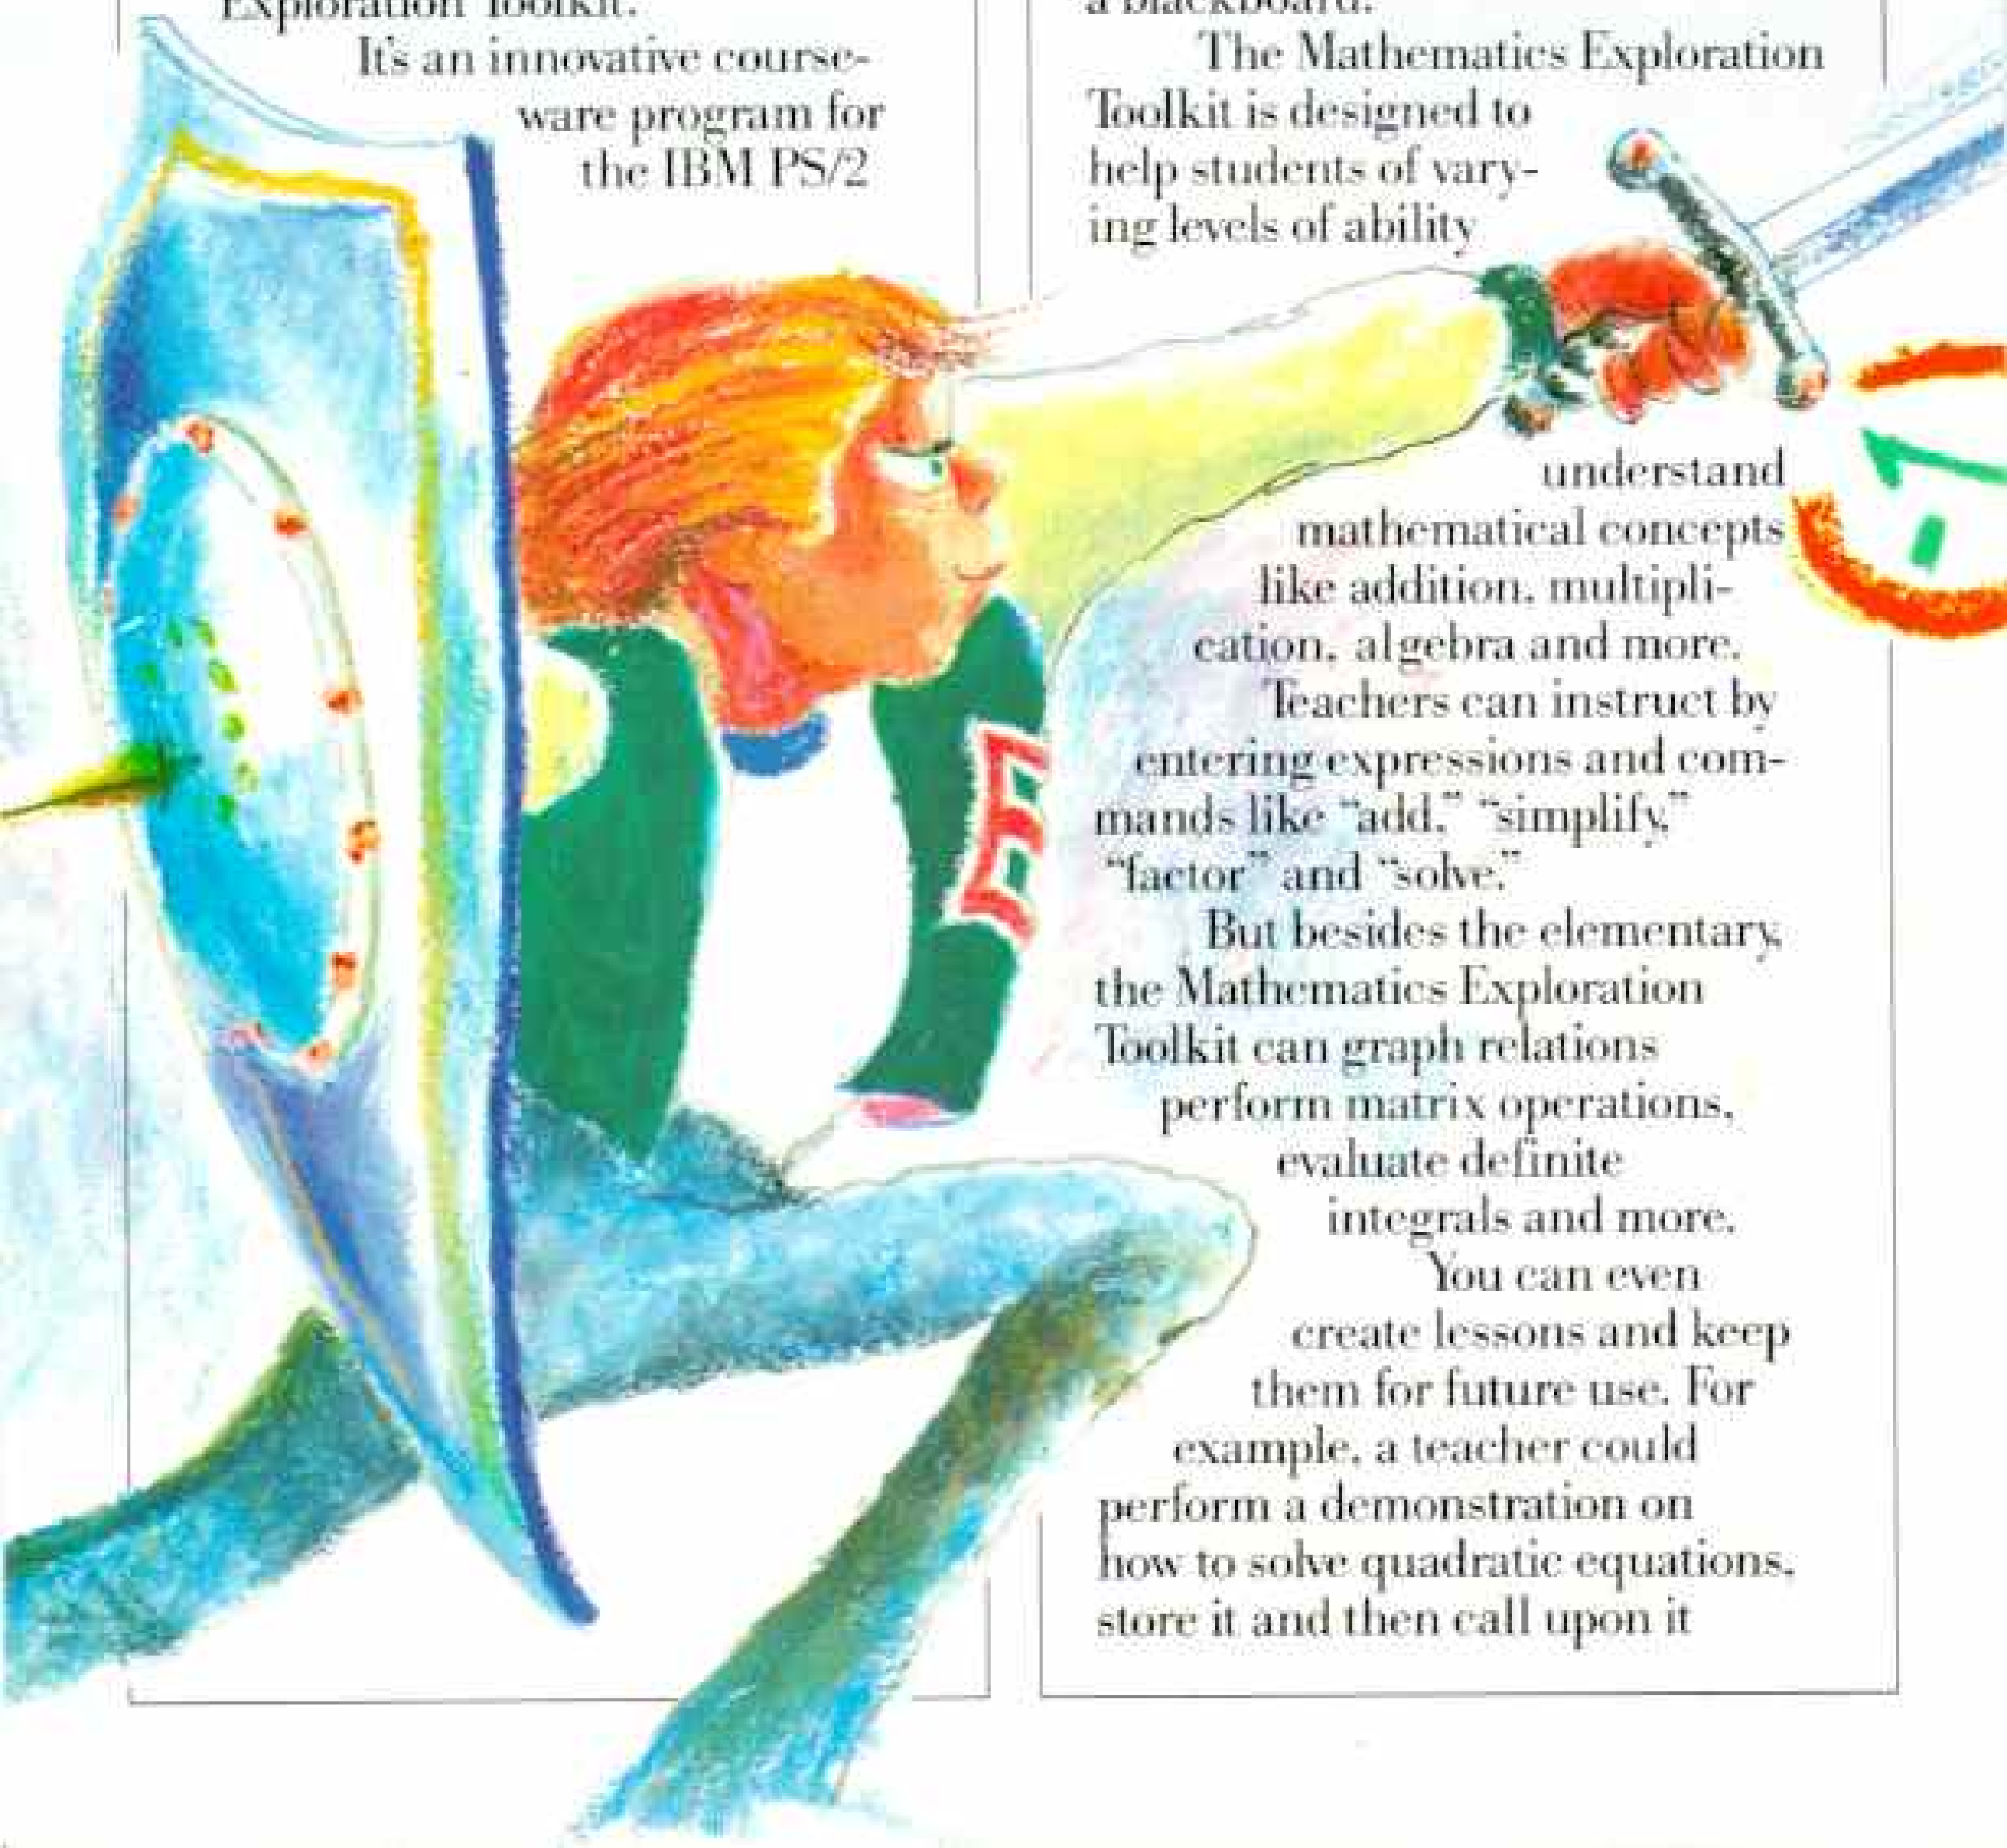 Exploration Toolkit.
It's an innovative course-
ware program for
the IBM PS/2
a blackboard.
The Mathematics Exploration
Toolkit is designed to
help students of vary-
ing levels of ability
understand
mathematical concepts
like addition, multipli-
cation, algebra and more.
Teachers can instruct by
entering expressions and com-
mands like “add,” “simplify,”
“factor” and “solve.”
But besides the elementary,
the Mathematics Exploration
Toolkit can graph relations
perform matrix operations,
evaluate definite
integrals and more.
You can even
create lessons and keep
them for future use. For
example, a teacher could
perform a demonstration on
how to solve quadratic equations,
store it and then call upon it